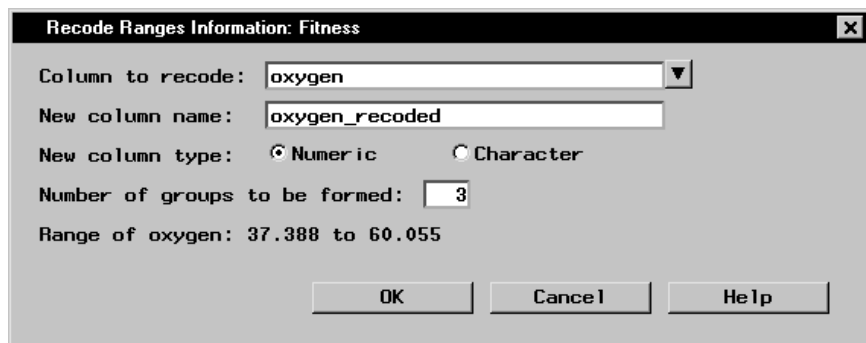 Recode Ranges Information: Fitness
Column to recode: oxygen
New column name: oxygen_recoded
New column type: Numeric Character
Number of groups to be formed: 3
Range of oxygen: 37.388 to 60.055
OK Cancel Help